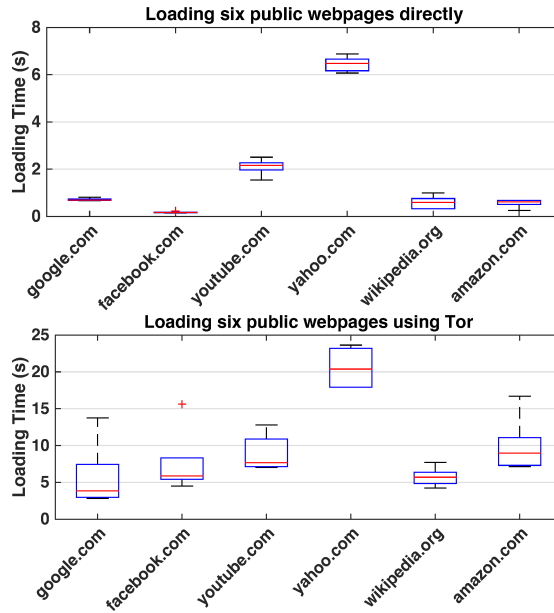 Loading six public webpages directly
Loading Time (s)
8
6
4
2
0
google.com
facebook.com
youtube.com
yahoo.com
wikipedia.org
amazon.com
Loading six public webpages using Tor
Loading Time (s)
25
20
15
10
5
0
google.com
facebook.com
youtube.com
yahoo.com
wikipedia.org
amazon.com